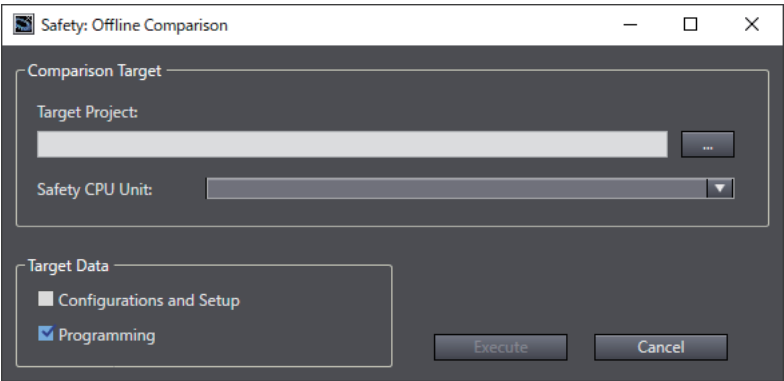 Safety: Offline Comparison
Comparison Target
Target Project:
...
Safety CPU Unit:
Target Data
Configurations and Setup
Programming
Execute
Cancel